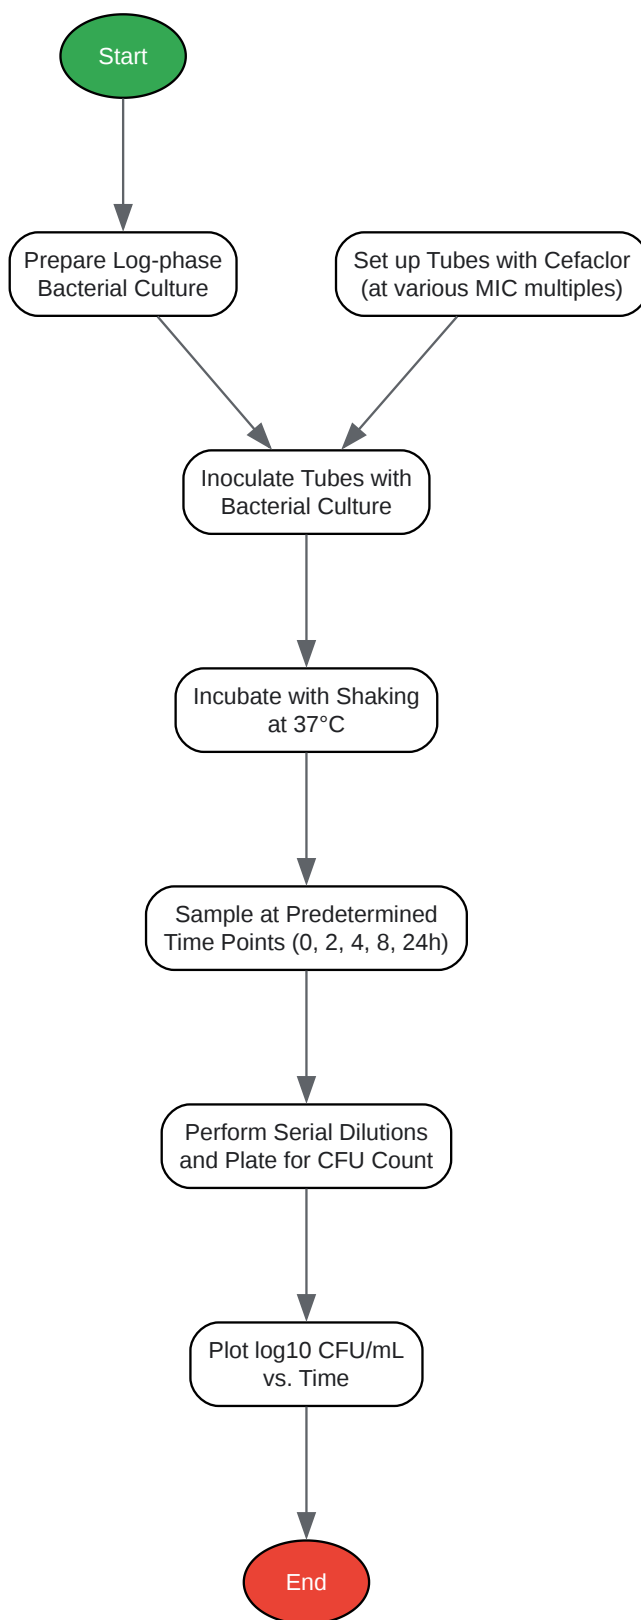 Start
Prepare Log-phase
Bacterial Culture
Set up Tubes with Cefaclor
(at various MIC multiples)
Inoculate Tubes with
Bacterial Culture
Incubate with Shaking
at 37°C
Sample at Predetermined
Time Points (0, 2, 4, 8, 24h)
Perform Serial Dilutions
and Plate for CFU Count
Plot log10 CFU/mL
vs. Time
End